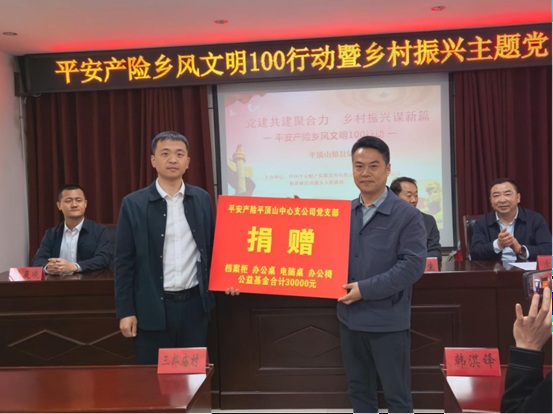 平安产险乡风文明100行动暨乡村振兴主题党
党建共建聚合力 乡村振兴谋新篇
—平安产险乡风文明100行动—
平安产险平顶山中心支公司党支部
捐赠
档案柜 办公桌 电脑桌 办公椅
公益基金合计30000元
韩淇锋